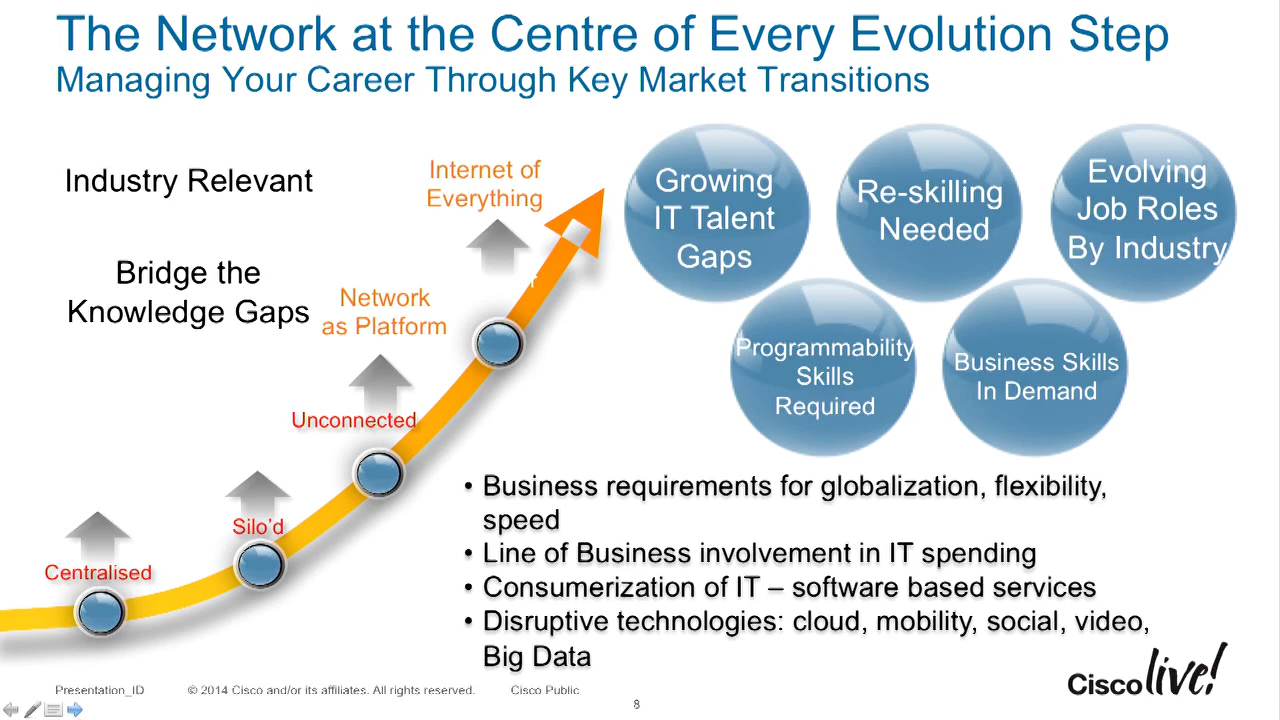 The Network at the Centre of Every Evolution Step
Managing Your Career Through Key Market Transitions
Industry Relevant
Bridge the
Knowledge Gaps
Internet of
Everything
Network
as Platform
Unconnected
Silo'd
Centralised
Growing
IT Talent
Gaps
Re-skilling
Needed
Evolving
Job Roles
By Industry
Programmability
Skills
Required
Business Skills
In Demand
• Business requirements for globalization, flexibility,
speed
• Line of Business involvement in IT spending
• Consumerization of IT – software based services
• Disruptive technologies: cloud, mobility, social, video,
Big Data
Presentation_ID © 2014 Cisco and/or its affiliates. All rights reserved. Cisco Public
Cisco live!
8